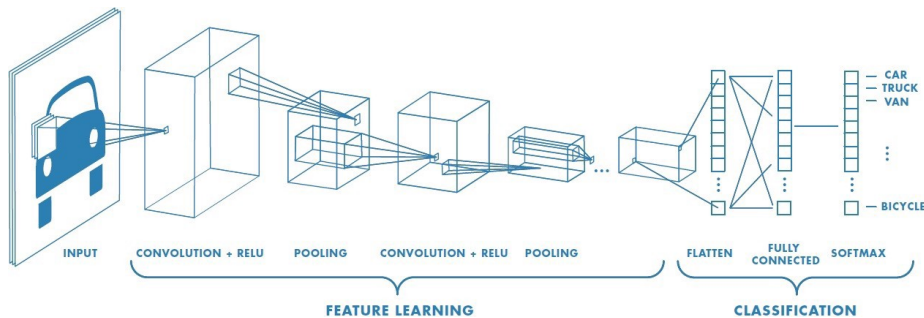 CAR
TRUCK
VAN
BICYCLE
INPUT
CONVOLUTION + RELU
POOLING
CONVOLUTION + RELU
POOLING
FLATTEN
FULLY
CONNECTED
SOFTMAX
FEATURE LEARNING
CLASSIFICATION